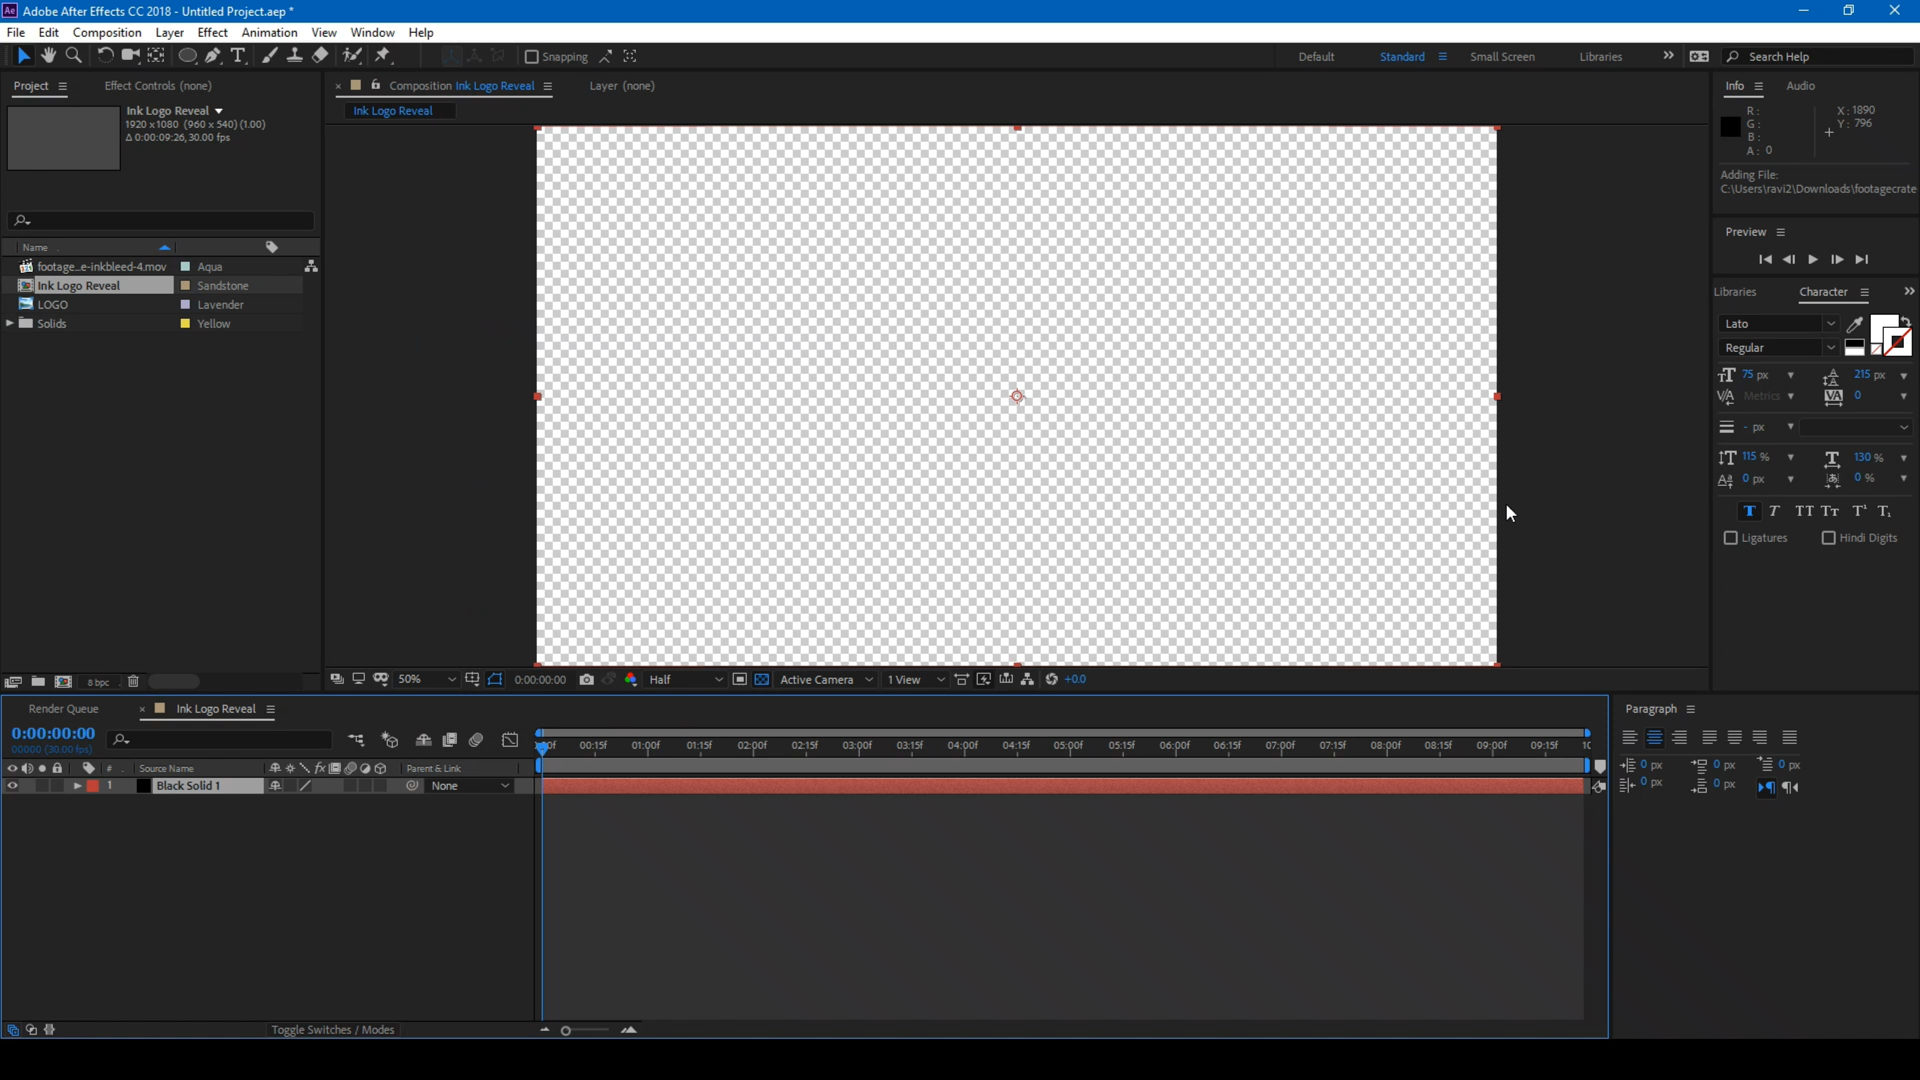 Ae Adobe After Effects CC 2018 - Untitled Project.aep *
File Edit Composition Layer Effect Animation View Window Help
Snapping Default Standard Small Screen Libraries Search Help
Project Effect Controls (none)
Composition Ink Logo Reveal Layer (none)
Info Audio
Ink Logo Reveal
Ink Logo Reveal
1920 x1080 (960 x 540) (1.00)
Δ 0:00:09:26, 30.00 fps
R:
G:
B:
A: 0
X: 1890
Y: 796
Adding File:
C:\Users\ravi2\Downloads\footagecrate
Preview
Name
footage_e-inkbleed-4.mov Aqua
Ink Logo Reveal Sandstone
LOGO Lavender
Solids Yellow
Libraries Character
Lato
Regular
75 px 215 px
Metrics 0
- px
115 % 130 %
0 px 0 %
T T TT Tт T¹ T₁
Ligatures Hindi Digits
8 bpc
50% 0:00:00:00 Half Active Camera 1 View +0.0
Render Queue Ink Logo Reveal
0:00:00:00
00000 (30.00 fps)
00:15f 01:00f 01:15f 02:00f 02:15f 03:00f 03:15f 04:00f 04:15f 05:00f 05:15f 06:00f 06:15f 07:00f 07:15f 08:00f 08:15f 09:00f 09:15f
# Source Name fx Parent & Link
1 Black Solid 1 None
Toggle Switches / Modes
Paragraph
0 px 0 px 0 px
0 px 0 px